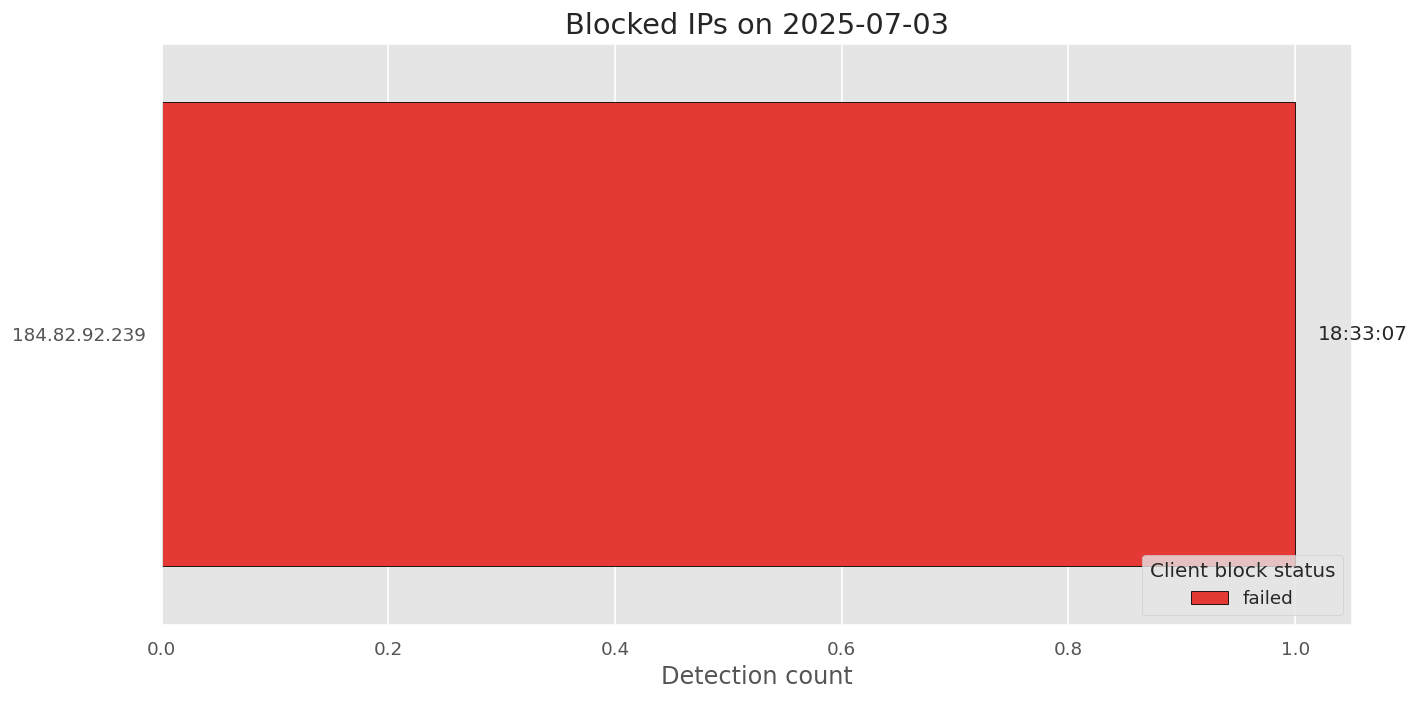 Blocked IPs on 2025-07-03
184.82.92.239
18:33:07
Client block status
failed
0.0 0.2 0.4 0.6 0.8 1.0
Detection count